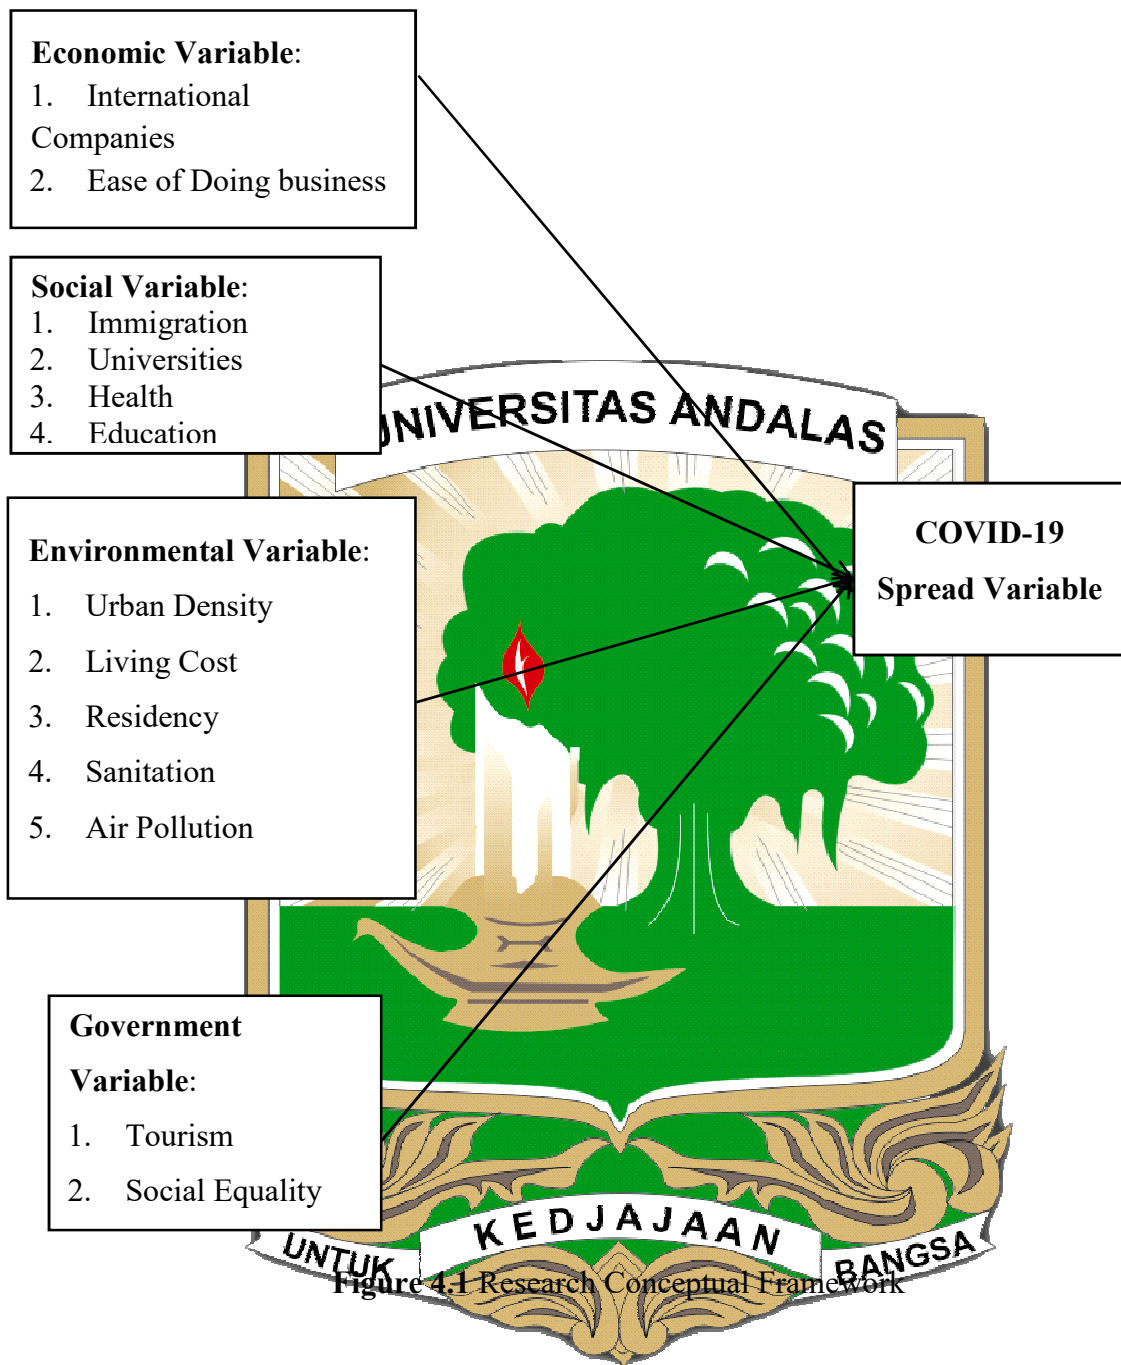 Economic Variable:
1. International
Companies
2. Ease of Doing business
Social Variable:
1. Immigration
2. Universities
3. Health
4. Education
UNIVERSITAS ANDALAS
Environmental Variable:
1. Urban Density
2. Living Cost
3. Residency
4. Sanitation
5. Air Pollution
COVID-19
Spread Variable
Government
Variable:
1. Tourism
2. Social Equality
UNTUK KEDJAJAAN BANGSA
Figure 4.1 Research Conceptual Framework